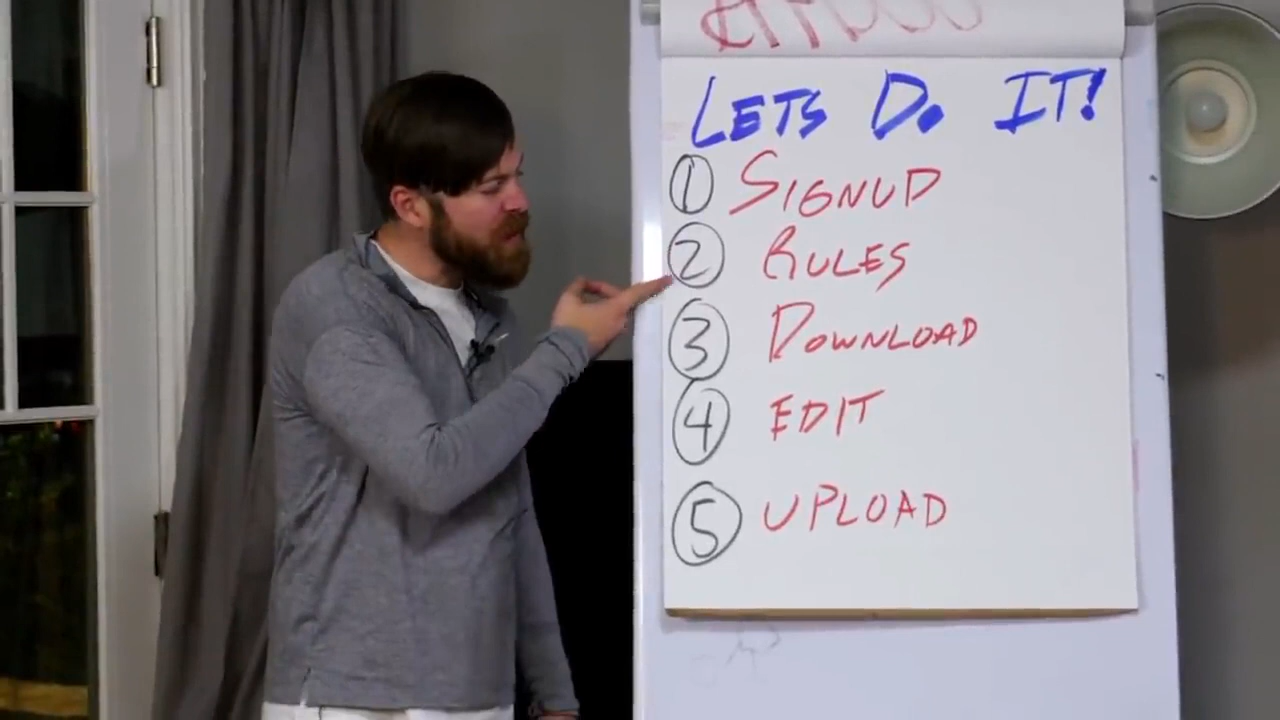 LETS DO IT!
1 SIGNUP
2 RULES
3 DOWNLOAD
4 EDIT
5 UPLOAD